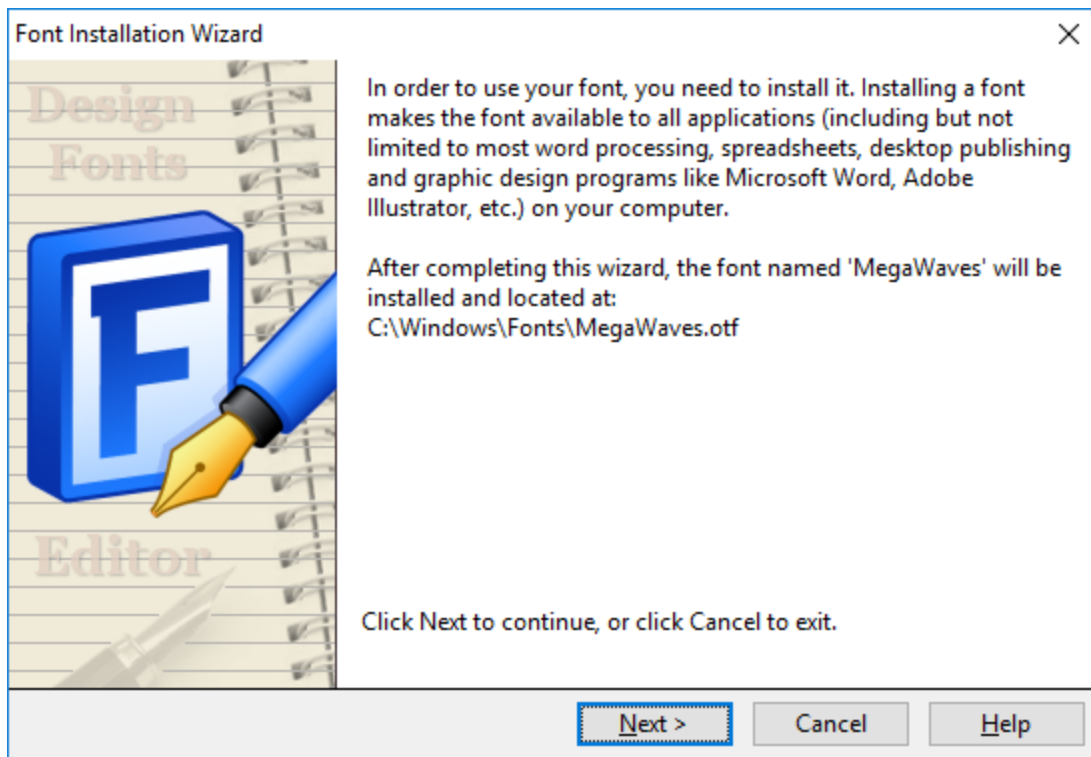 Font Installation Wizard
Design
Fonts
F
Editor
In order to use your font, you need to install it. Installing a font
makes the font available to all applications (including but not
limited to most word processing, spreadsheets, desktop publishing
and graphic design programs like Microsoft Word, Adobe
Illustrator, etc.) on your computer.
After completing this wizard, the font named 'MegaWaves' will be
installed and located at:
C:\Windows\Fonts\MegaWaves.otf
Click Next to continue, or click Cancel to exit.
Next >
Cancel
Help